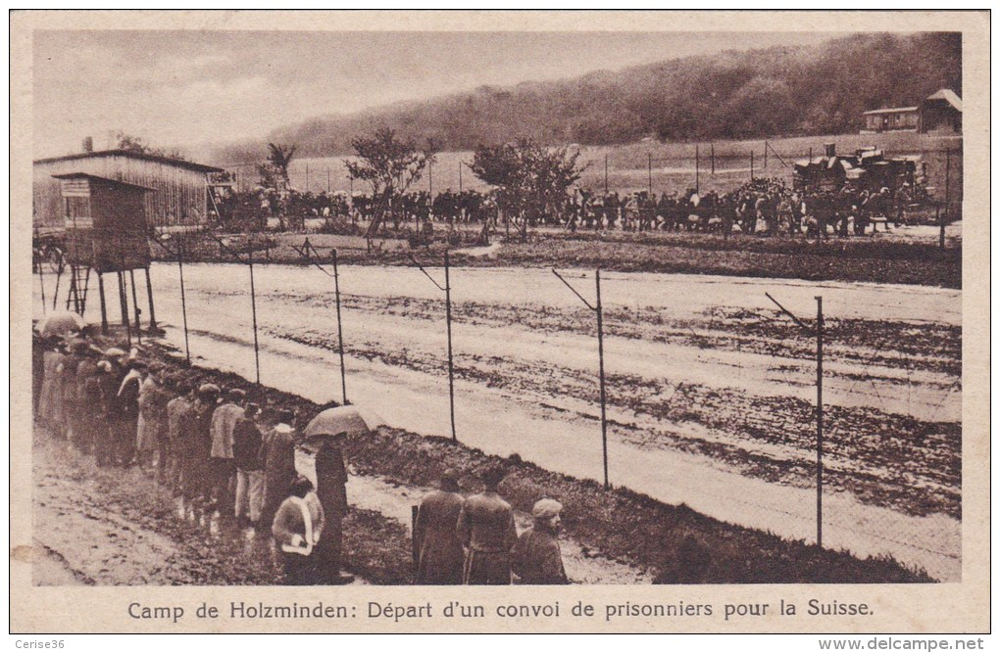 Camp de Holzminden: Départ d'un convoi de prisonniers pour la Suisse.
Cerise36
www.delcampe.net